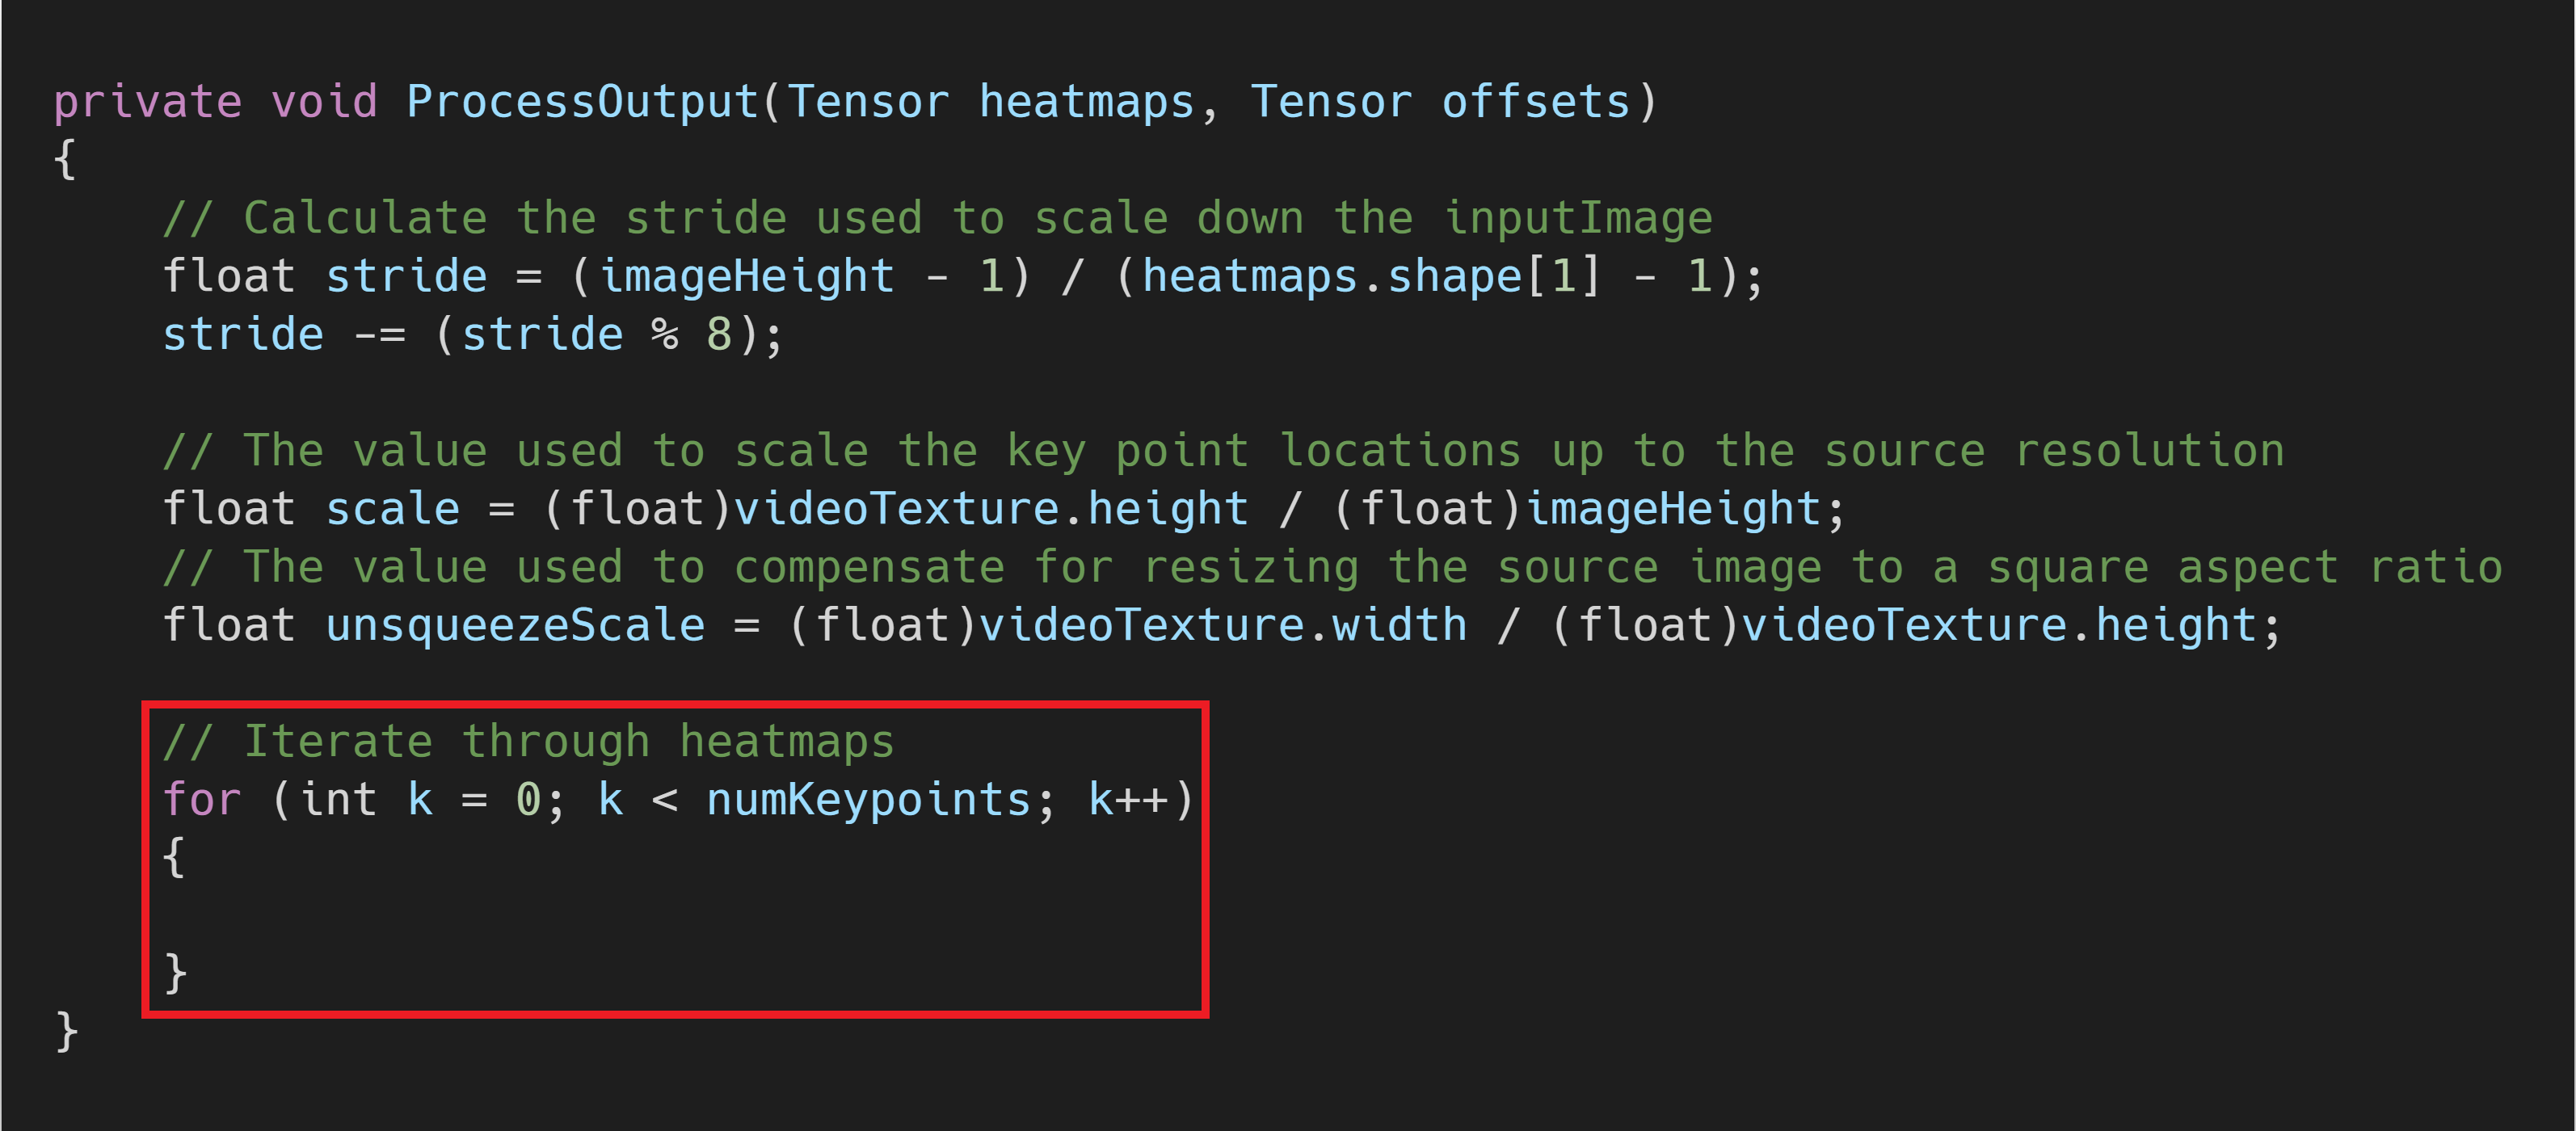 private void ProcessOutput(Tensor heatmaps, Tensor offsets)
{
    // Calculate the stride used to scale down the inputImage
    float stride = (imageHeight - 1) / (heatmaps.shape[1] - 1);
    stride -= (stride % 8);

    // The value used to scale the key point locations up to the source resolution
    float scale = (float)videoTexture.height / (float)imageHeight;
    // The value used to compensate for resizing the source image to a square aspect ratio
    float unsqueezeScale = (float)videoTexture.width / (float)videoTexture.height;

    // Iterate through heatmaps
    for (int k = 0; k < numKeypoints; k++)
    {

    }
}